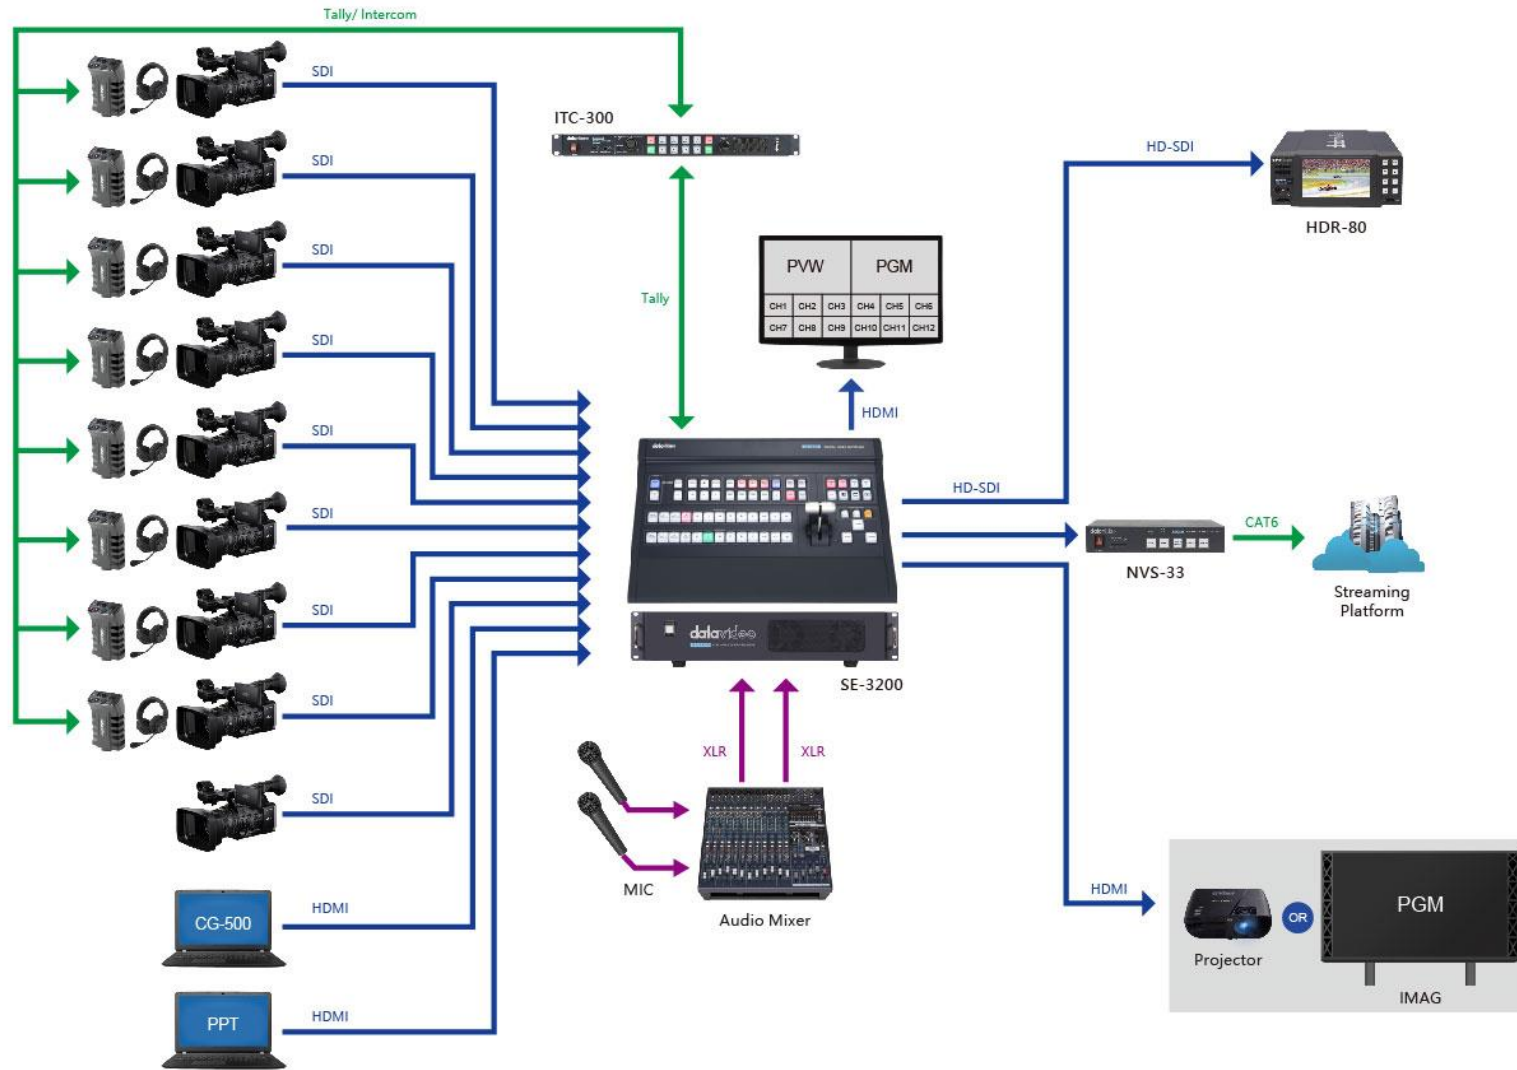 Tally/ Intercom
SDI
SDI
SDI
SDI
SDI
SDI
SDI
SDI
SDI
HDMI
HDMI
CG-500
PPT
ITC-300
Tally
PVW
PGM
CH1 CH2 CH3 CH4 CH5 CH6
CH7 CH8 CH9 CH10 CH11 CH12
HDMI
datavideo
SE-3200
XLR
XLR
MIC
Audio Mixer
HD-SDI
HD-SDI
HDR-80
NVS-33
CAT6
Streaming
Platform
HDMI
Projector
OR
PGM
IMAG